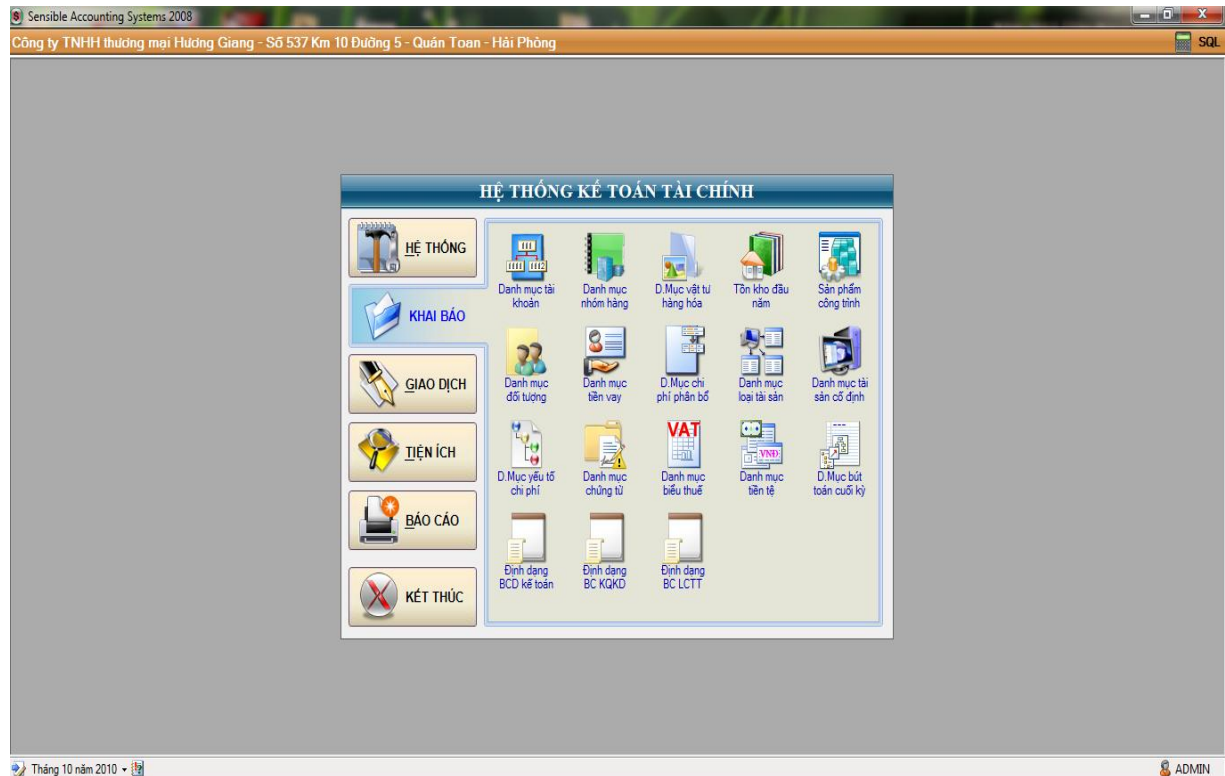 Sensible Accounting Systems 2008
Công ty TNHH thương mại Hương Giang - Số 537 Km 10 Đường 5 - Quán Toan - Hải Phòng
SQL
HỆ THỐNG KẾ TOÁN TÀI CHÍNH
HỆ THỐNG
KHAI BÁO
GIAO DỊCH
TIỆN ÍCH
BÁO CÁO
KẾT THÚC
Danh mục tài
khoản
Danh mục
nhóm hàng
D.Mục vật tư
hàng hóa
Tồn kho đầu
năm
Sản phẩm
công trình
Danh mục
đối tượng
Danh mục
tiền vay
D.Mục chi
phí phân bổ
Danh mục
loại tài sản
Danh mục tài
sản cố định
VAT
VNĐ
D.Mục yếu tố
chi phí
Danh mục
chứng từ
Danh mục
biểu thuế
Danh mục
tiền tệ
D.Mục bút
toán cuối kỳ
Định dạng
BCD kế toán
Định dạng
BC KQKD
Định dạng
BC LCTT
Tháng 10 năm 2010
ADMIN